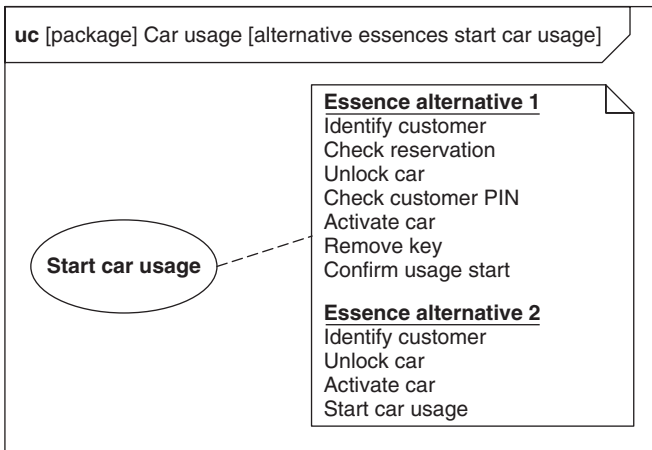 uc [package] Car usage [alternative essences start car usage]
Essence alternative 1
Identify customer
Check reservation
Unlock car
Check customer PIN
Activate car
Remove key
Confirm usage start
Start car usage
Essence alternative 2
Identify customer
Unlock car
Activate car
Start car usage